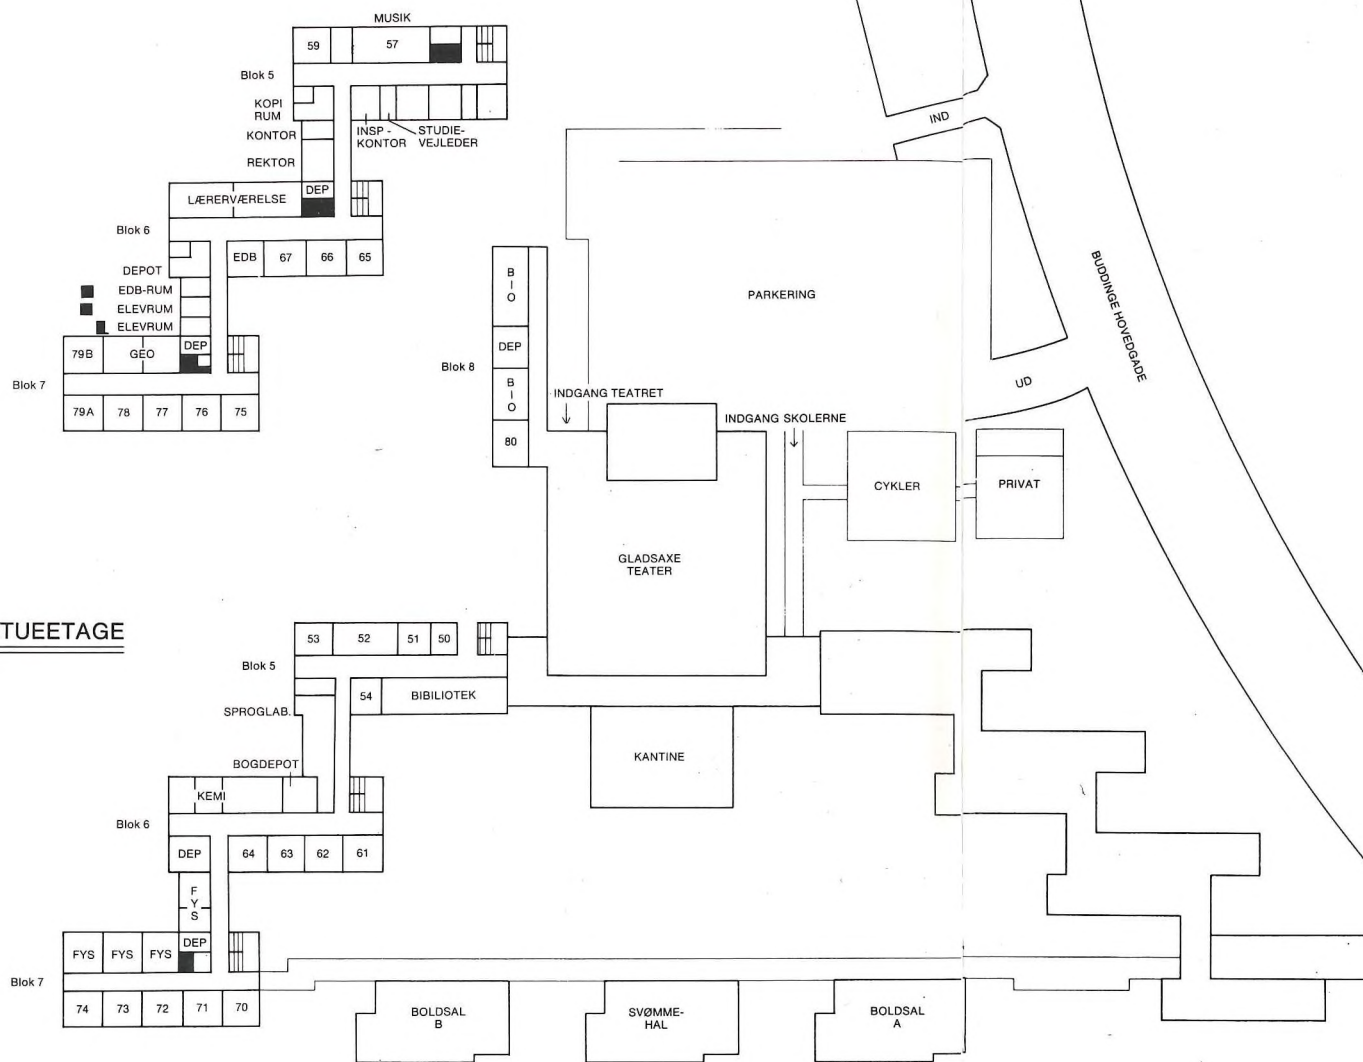 MUSIK
59
57
Blok 5
KOPI
RUM
KONTOR
REKTOR
INSP-
KONTOR
STUDIE-
VEJLEDER
LÆRERVÆRELSE
DEP
Blok 6
DEPOT
EDB
67
66
65
EDB-RUM
ELEVRUM
ELEVRUM
79B
GEO
DEP
Blok 7
79A
78
77
76
75
BIO
DEP
BIO
80
Blok 8
INDGANG TEATRET
INDGANG SKOLERNE
PARKERING
IND
UD
BUDDINGE HOVEDGADE
CYKLER
PRIVAT
GLADSAXE
TEATER
TUEETAGE
53
52
51
50
Blok 5
54
BIBILIOTEK
SPROGLAB.
KANTINE
BOGDEPOT
KEMI
Blok 6
DEP
64
63
62
61
FYS
FYS
FYS
FYS
DEP
Blok 7
74
73
72
71
70
BOLDSAL
B
SVØMME-
HAL
BOLDSAL
A